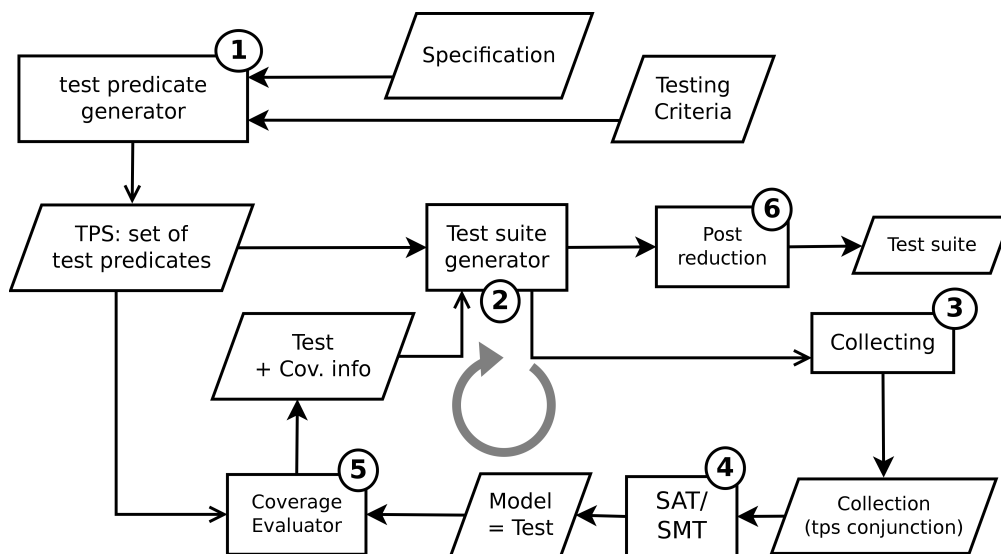 1
test predicate
generator
Specification
Testing
Criteria
TPS: set of
test predicates
Test suite
generator
2
6
Post
reduction
Test suite
Test
+ Cov. info
3
Collecting
5
Coverage
Evaluator
Model
= Test
4
SAT/
SMT
Collection
(tps conjunction)